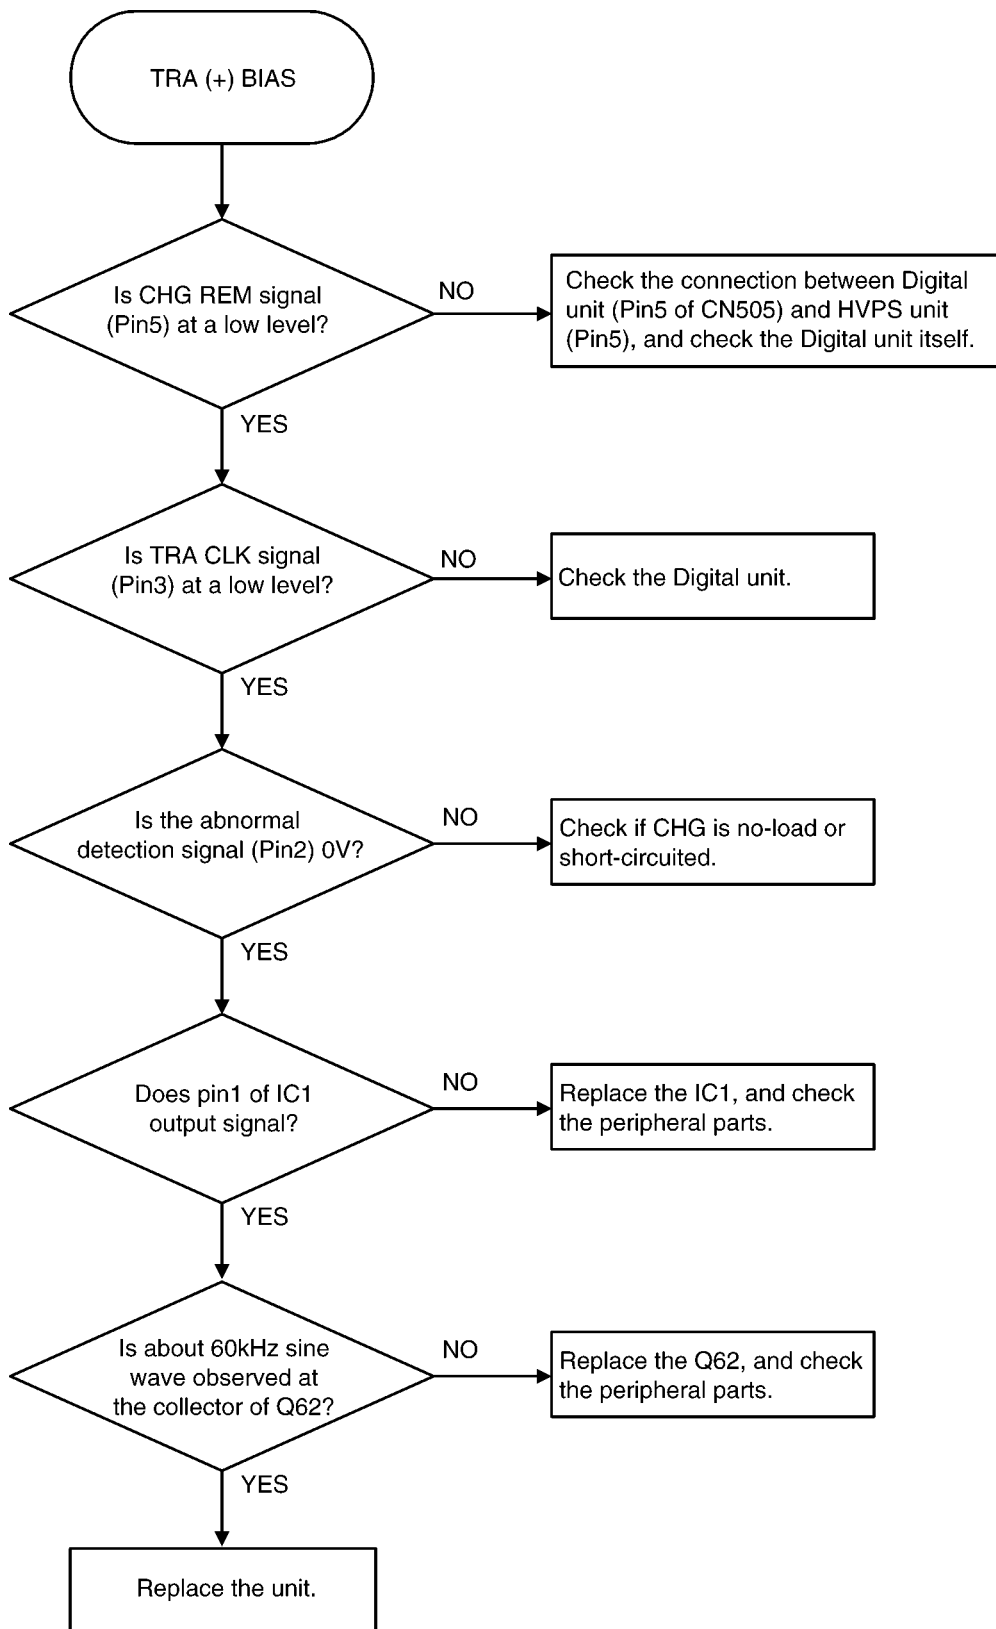 TRA (+) BIAS
Is CHG REM signal
(Pin5) at a low level?
NO
Check the connection between Digital
unit (Pin5 of CN505) and HVPS unit
(Pin5), and check the Digital unit itself.
YES
Is TRA CLK signal
(Pin3) at a low level?
NO
Check the Digital unit.
YES
Is the abnormal
detection signal (Pin2) 0V?
NO
Check if CHG is no-load or
short-circuited.
YES
Does pin1 of IC1
output signal?
NO
Replace the IC1, and check
the peripheral parts.
YES
Is about 60kHz sine
wave observed at
the collector of Q62?
NO
Replace the Q62, and check
the peripheral parts.
YES
Replace the unit.